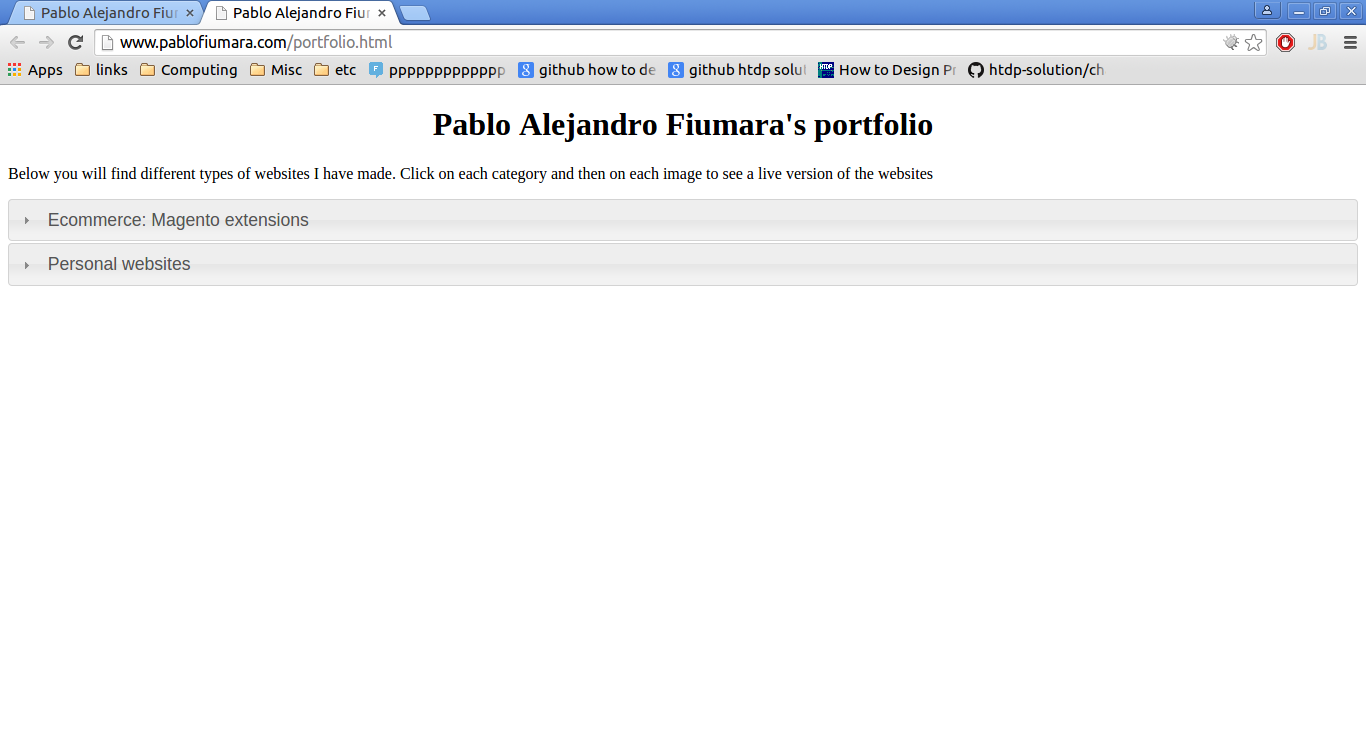 Pablo Alejandro Fiur Pablo Alejandro Fiur
www.pablofiumara.com/portfolio.html
JB
Apps links Computing Misc etc ppppppppppppp github how to de github htdp solut How to Design Pr htdp-solution/ch
Pablo Alejandro Fiumara's portfolio
Below you will find different types of websites I have made. Click on each category and then on each image to see a live version of the websites
Ecommerce: Magento extensions
Personal websites